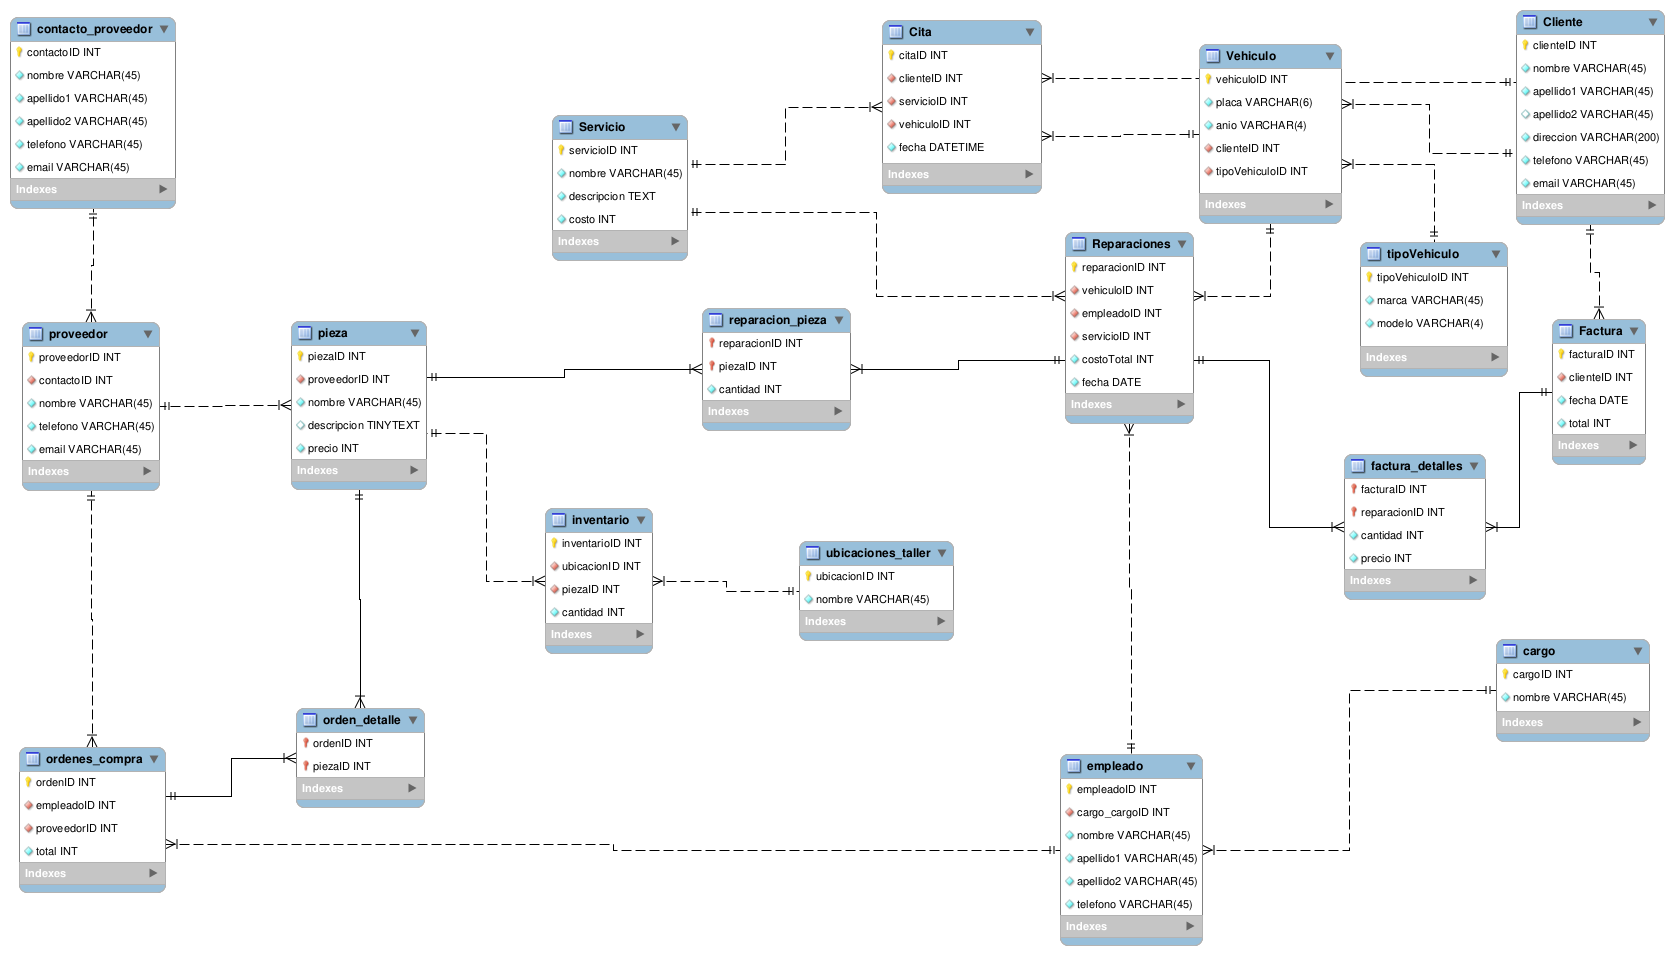 contacto_proveedor
contactoID INT
nombre VARCHAR(45)
apellido1 VARCHAR(45)
apellido2 VARCHAR(45)
telefono VARCHAR(45)
email VARCHAR(45)
Indexes
Servicio
servicioID INT
nombre VARCHAR(45)
descripcion TEXT
costo INT
Indexes
Cita
citaID INT
clienteID INT
servicioID INT
vehiculoID INT
fecha DATETIME
Indexes
Vehiculo
vehiculoID INT
placa VARCHAR(6)
anio VARCHAR(4)
clienteID INT
tipoVehiculoID INT
Indexes
Cliente
clienteID INT
nombre VARCHAR(45)
apellido1 VARCHAR(45)
apellido2 VARCHAR(45)
direccion VARCHAR(200)
telefono VARCHAR(45)
email VARCHAR(45)
Indexes
Reparaciones
reparacionID INT
vehiculoID INT
empleadoID INT
servicioID INT
costoTotal INT
fecha DATE
Indexes
tipoVehiculo
tipoVehiculoID INT
marca VARCHAR(45)
modelo VARCHAR(4)
Indexes
proveedor
proveedorID INT
contactoID INT
nombre VARCHAR(45)
telefono VARCHAR(45)
email VARCHAR(45)
Indexes
pieza
piezaID INT
proveedorID INT
nombre VARCHAR(45)
descripcion TINYTEXT
precio INT
Indexes
reparacion_pieza
reparacionID INT
piezaID INT
cantidad INT
Indexes
Factura
facturaID INT
clienteID INT
fecha DATE
total INT
Indexes
factura_detalles
facturaID INT
reparacionID INT
cantidad INT
precio INT
Indexes
inventario
inventarioID INT
ubicacionID INT
piezaID INT
cantidad INT
Indexes
ubicaciones_taller
ubicacionID INT
nombre VARCHAR(45)
Indexes
cargo
cargoID INT
nombre VARCHAR(45)
Indexes
orden_detalle
ordenID INT
piezaID INT
Indexes
ordenes_compra
ordenID INT
empleadoID INT
proveedorID INT
total INT
Indexes
empleado
empleadoID INT
cargo_cargoID INT
nombre VARCHAR(45)
apellido1 VARCHAR(45)
apellido2 VARCHAR(45)
telefono VARCHAR(45)
Indexes